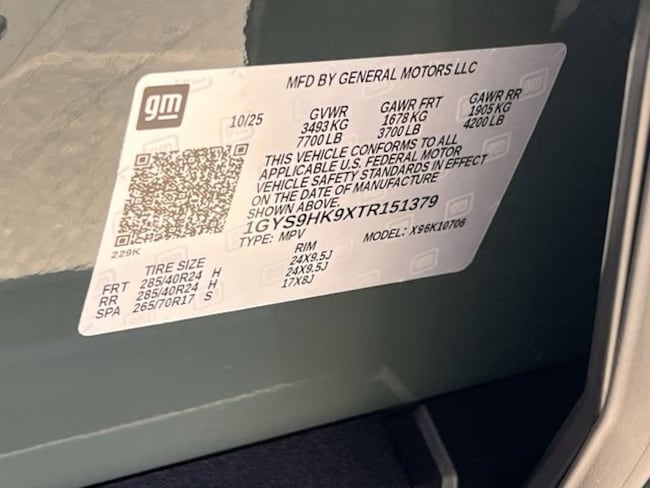 MFD BY GENERAL MOTORS LLC
gm
10/25 GVWR GAWR FRT GAWR RR
3493 KG 1678 KG 1905 KG
7700 LB 3700 LB 4200 LB
THIS VEHICLE CONFORMS TO ALL
APPLICABLE U.S. FEDERAL MOTOR
VEHICLE SAFETY STANDARDS IN EFFECT
ON THE DATE OF MANUFACTURE
SHOWN ABOVE.
1GYS9HK9XTR151379
TYPE: MPV MODEL: X96K10706
229K
TIRE SIZE RIM
FRT 285/40R24 H 24X9.5J
RR 285/40R24 H 24X9.5J
SPA 265/70R17 S 17X8J